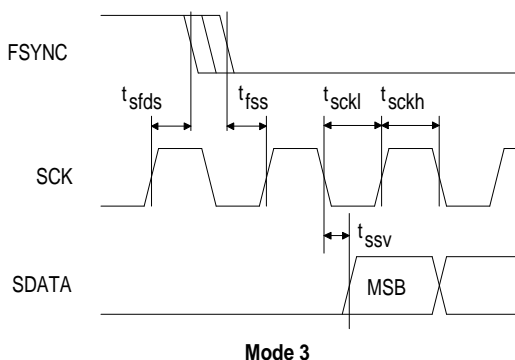 FSYNC
t_sfds t_fss t_sckl t_sckh
SCK
t_ssv
SDATA MSB
Mode 3